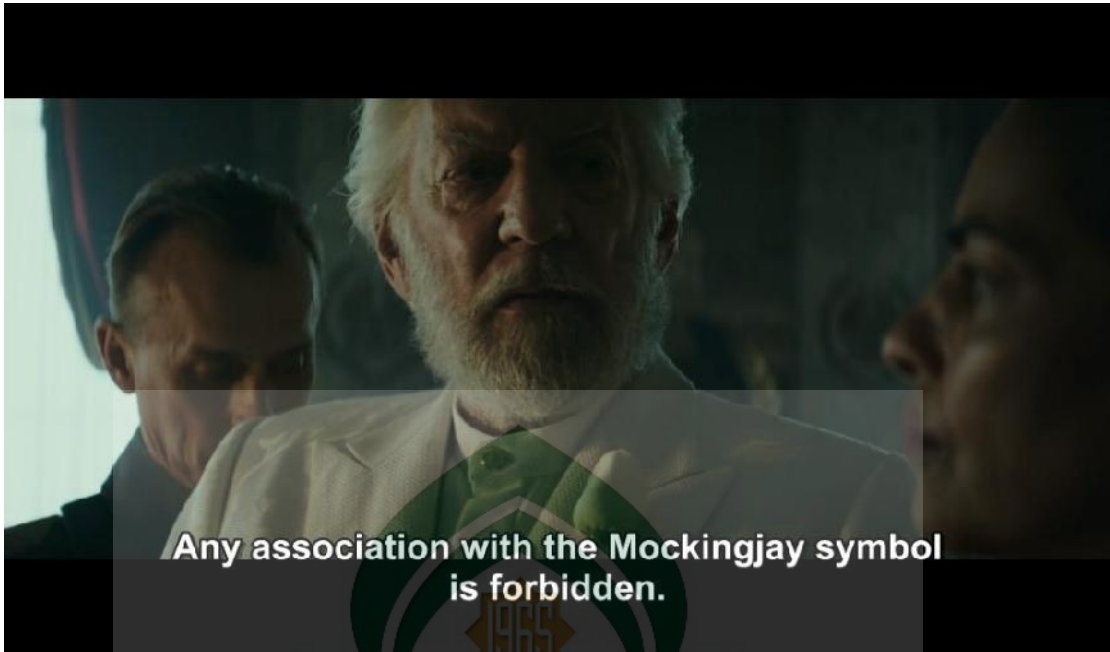 Any association with the Mockingjay symbol
is forbidden.
1965